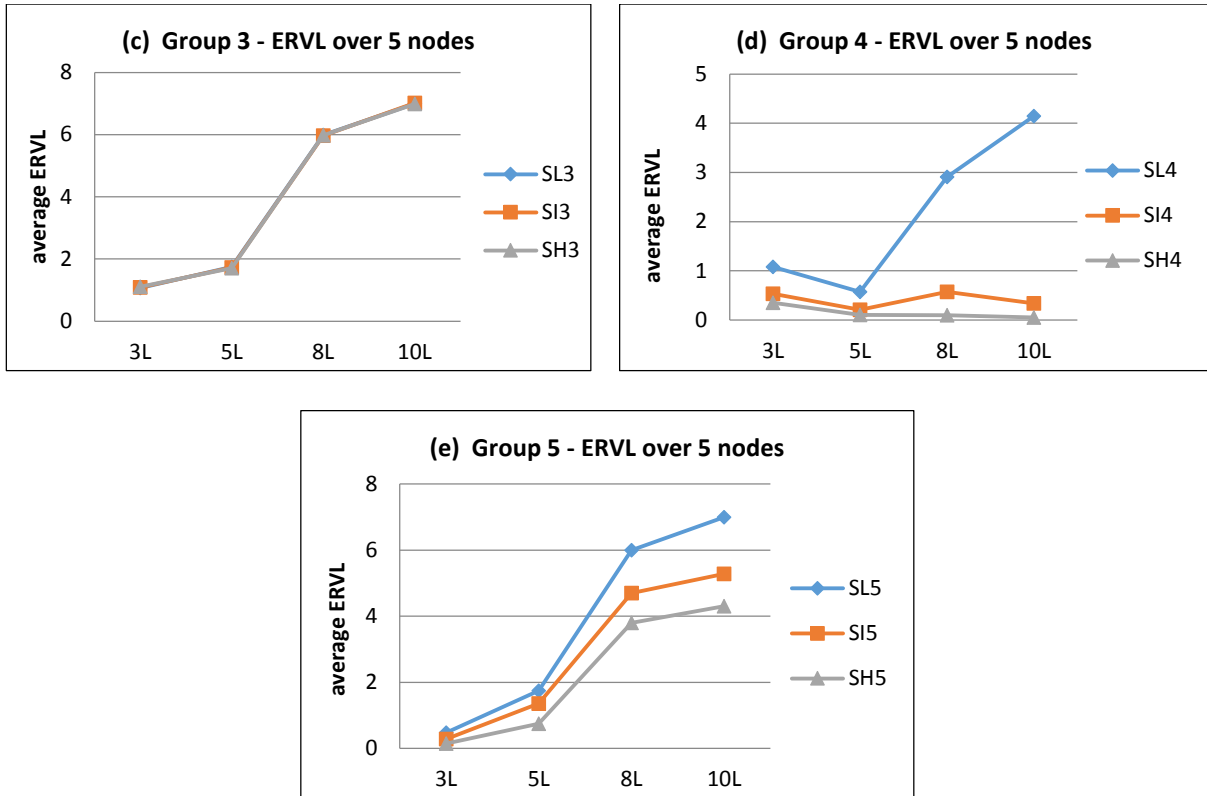 (c) Group 3 - ERVL over 5 nodes
average ERVL
8
6
4
2
0
3L 5L 8L 10L
SL3
SI3
SH3
(d) Group 4 - ERVL over 5 nodes
average ERVL
5
4
3
2
1
0
3L 5L 8L 10L
SL4
SI4
SH4
(e) Group 5 - ERVL over 5 nodes
average ERVL
8
6
4
2
0
3L 5L 8L 10L
SL5
SI5
SH5